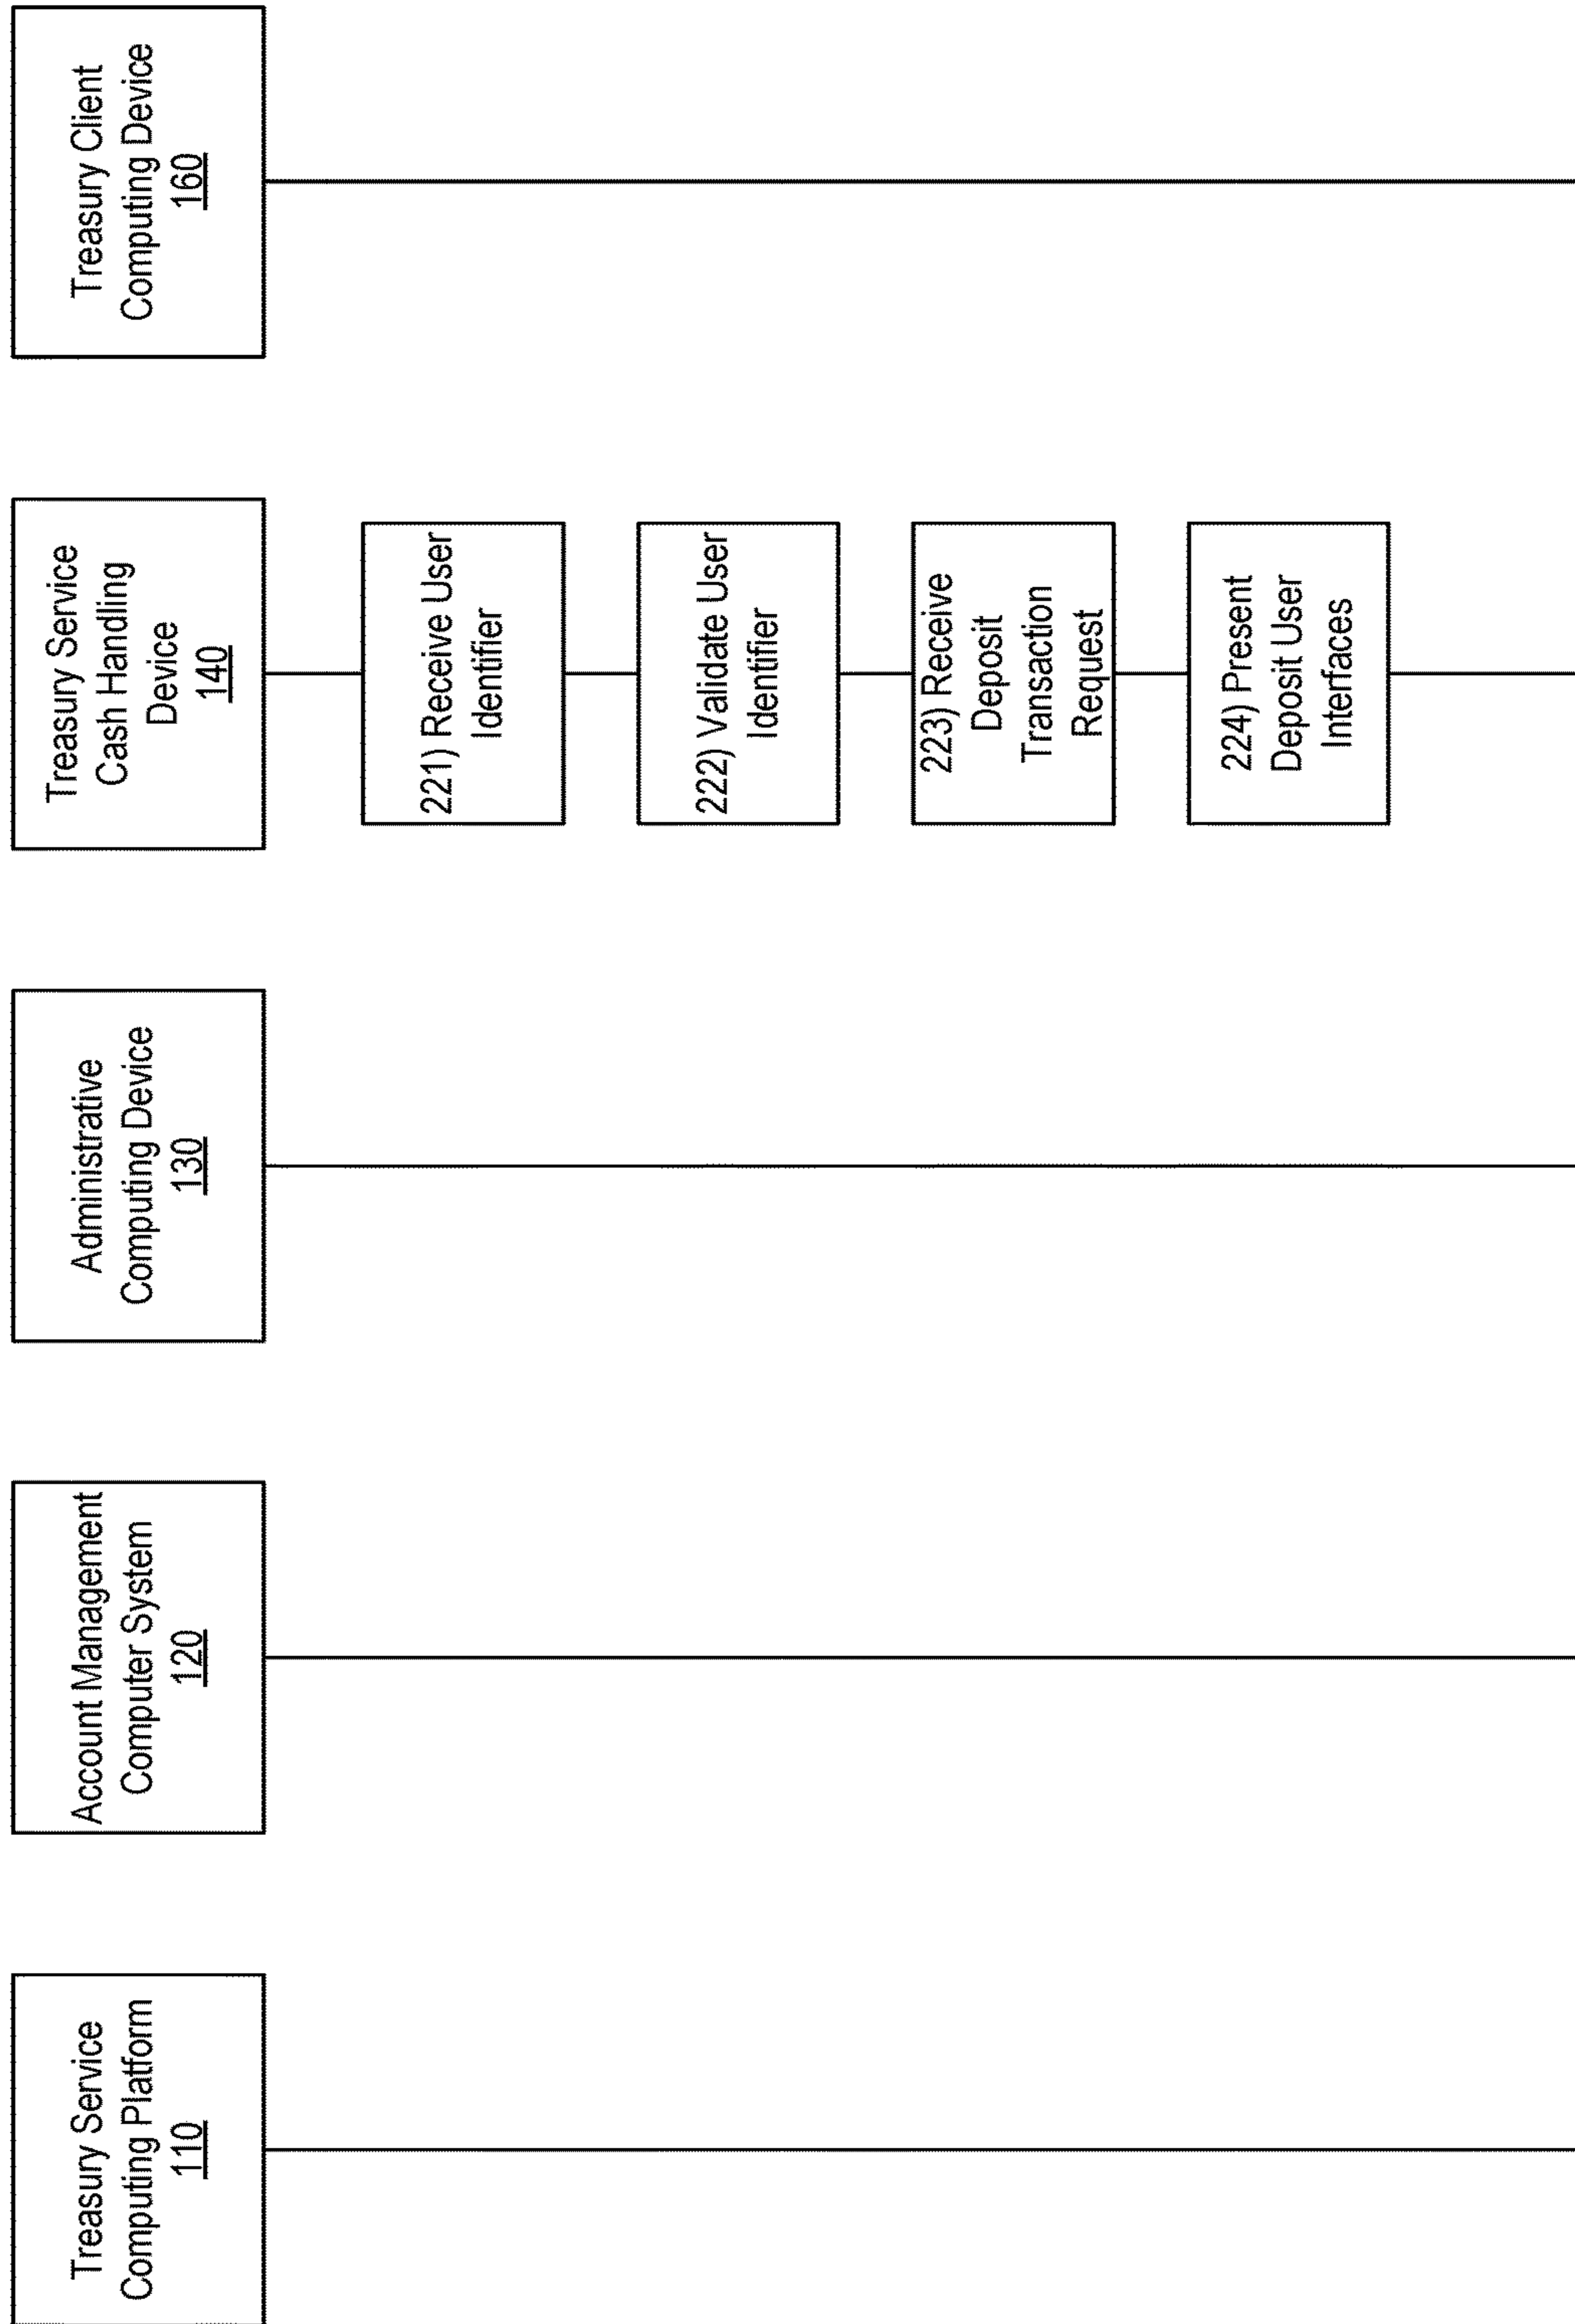 Treasury Service
Computing Platform
110
Account Management
Computer System
120
Administrative
Computing Device
130
Treasury Service
Cash Handling
Device
140
Treasury Client
Computing Device
160
221) Receive User
Identifier
222) Validate User
Identifier
223) Receive
Deposit
Transaction
Request
224) Present
Deposit User
Interfaces